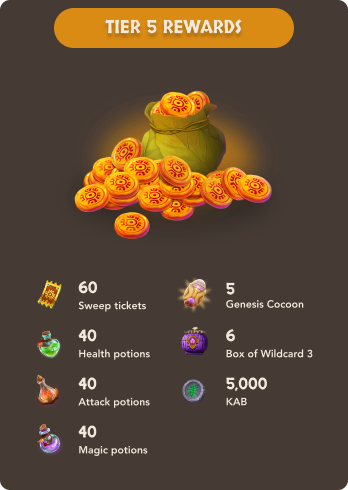 TIER 5 REWARDS
60
Sweep tickets
40
Health potions
40
Attack potions
40
Magic potions
5
Genesis Cocoon
6
Box of Wildcard 3
5,000
KAB